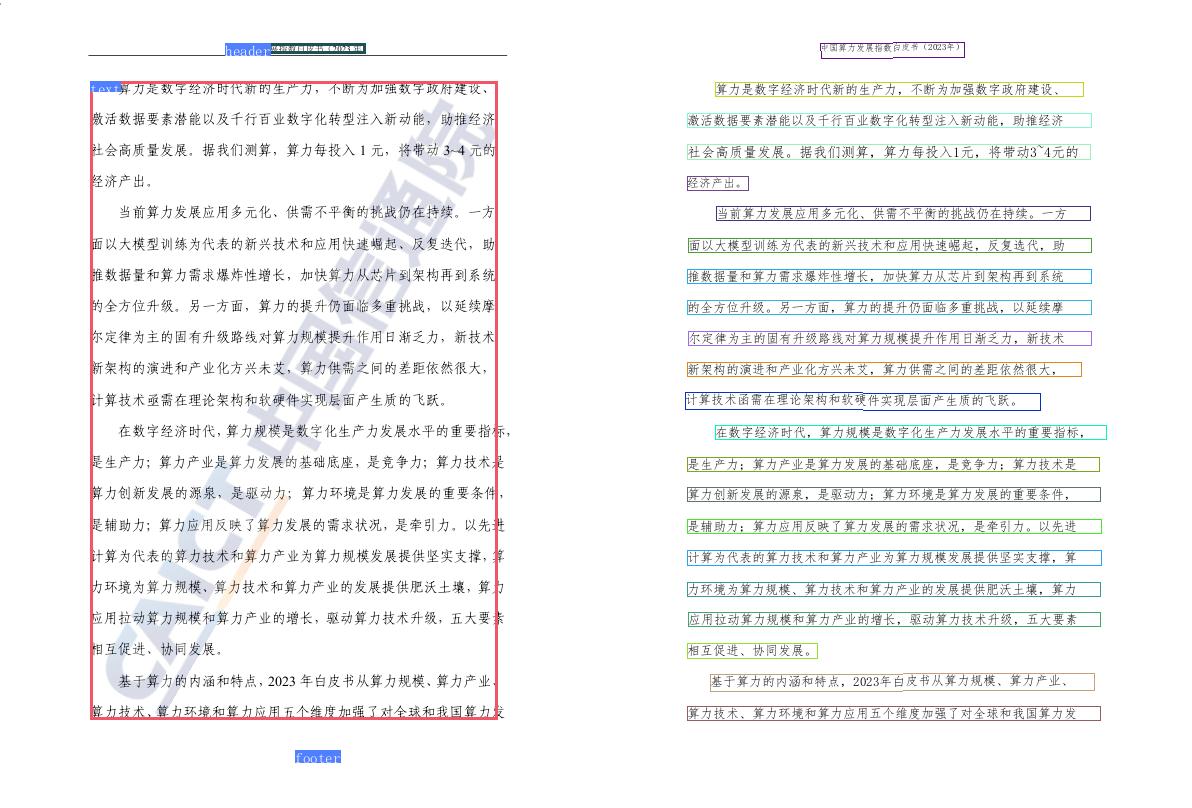 header
指数白皮书（2023 年
text
算力是数字经济时代新的生产力，不断为加强数字政府建设、
激活数据要素潜能以及千行百业数字化转型注入新动能，助推经济
社会高质量发展。据我们测算，算力每投入 1 元，将带动 3~4 元的
经济产出。
当前算力发展应用多元化、供需不平衡的挑战仍在持续。一方
面以大模型训练为代表的新兴技术和应用快速崛起、反复迭代，助
推数据量和算力需求爆炸性增长，加快算力从芯片到架构再到系统
的全方位升级。另一方面，算力的提升仍面临多重挑战，以延续摩
尔定律为主的固有升级路线对算力规模提升作用日渐乏力，新技术
新架构的演进和产业化方兴未艾，算力供需之间的差距依然很大，
计算技术亟需在理论架构和软硬件实现层面产生质的飞跃。
在数字经济时代，算力规模是数字化生产力发展水平的重要指标，
是生产力；算力产业是算力发展的基础底座，是竞争力；算力技术是
算力创新发展的源泉，是驱动力；算力环境是算力发展的重要条件，
是辅助力；算力应用反映了算力发展的需求状况，是牵引力。以先进
计算为代表的算力技术和算力产业为算力规模发展提供坚实支撑，算
力环境为算力规模、算力技术和算力产业的发展提供肥沃土壤，算力
应用拉动算力规模和算力产业的增长，驱动算力技术升级，五大要素
相互促进、协同发展。
基于算力的内涵和特点，2023 年白皮书从算力规模、算力产业、
算力技术、算力环境和算力应用五个维度加强了对全球和我国算力发
CAICT 中国信通院
footer
中国算力发展指数白皮书（2023年）
算力是数字经济时代新的生产力，不断为加强数字政府建设、
激活数据要素潜能以及千行百业数字化转型注入新动能，助推经济
社会高质量发展。据我们测算，算力每投入1元，将带动3~4元的
经济产出。
当前算力发展应用多元化、供需不平衡的挑战仍在持续。一方
面以大模型训练为代表的新兴技术和应用快速崛起，反复迭代，助
推数据量和算力需求爆炸性增长，加快算力从芯片到架构再到系统
的全方位升级。另一方面，算力的提升仍面临多重挑战，以延续摩
尔定律为主的固有升级路线对算力规模提升作用日渐乏力，新技术
新架构的演进和产业化方兴未艾，算力供需之间的差距依然很大，
计算技术函需在理论架构和软硬件实现层面产生质的飞跃。
在数字经济时代，算力规模是数字化生产力发展水平的重要指标，
是生产力；算力产业是算力发展的基础底座，是竞争力；算力技术是
算力创新发展的源泉，是驱动力；算力环境是算力发展的重要条件，
是辅助力；算力应用反映了算力发展的需求状况，是牵引力。以先进
计算为代表的算力技术和算力产业为算力规模发展提供坚实支撑，算
力环境为算力规模、算力技术和算力产业的发展提供肥沃土壤，算力
应用拉动算力规模和算力产业的增长，驱动算力技术升级，五大要素
相互促进、协同发展。
基于算力的内涵和特点，2023年白皮书从算力规模、算力产业、
算力技术、算力环境和算力应用五个维度加强了对全球和我国算力发